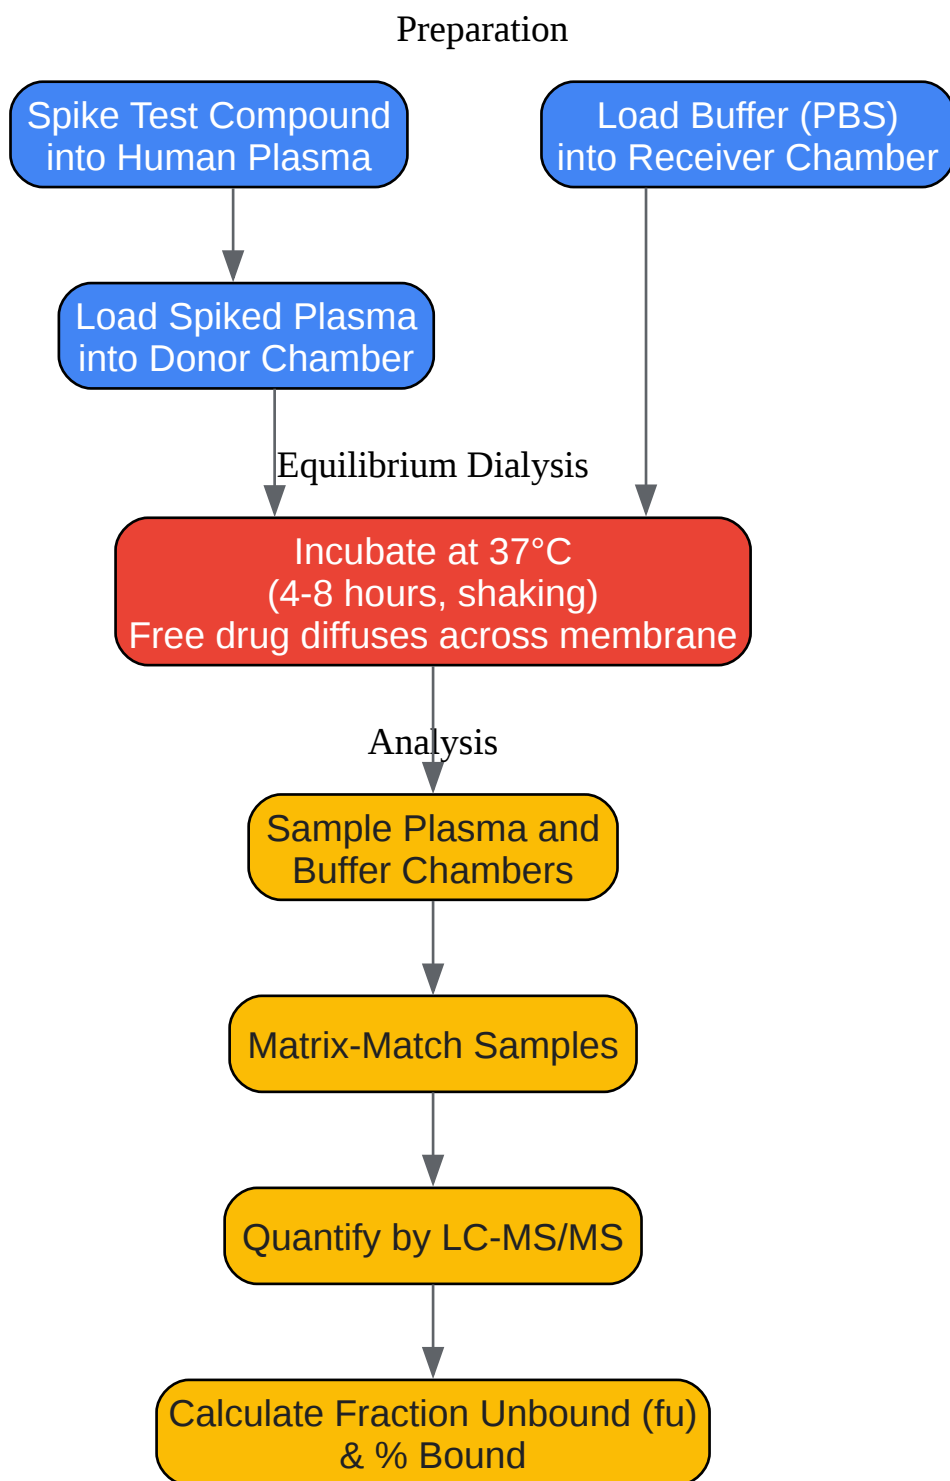 Preparation
Spike Test Compound
into Human Plasma
Load Buffer (PBS)
into Receiver Chamber
Load Spiked Plasma
into Donor Chamber
Equilibrium Dialysis
Incubate at 37°C
(4-8 hours, shaking)
Free drug diffuses across membrane
Analysis
Sample Plasma and
Buffer Chambers
Matrix-Match Samples
Quantify by LC-MS/MS
Calculate Fraction Unbound (fu)
& % Bound